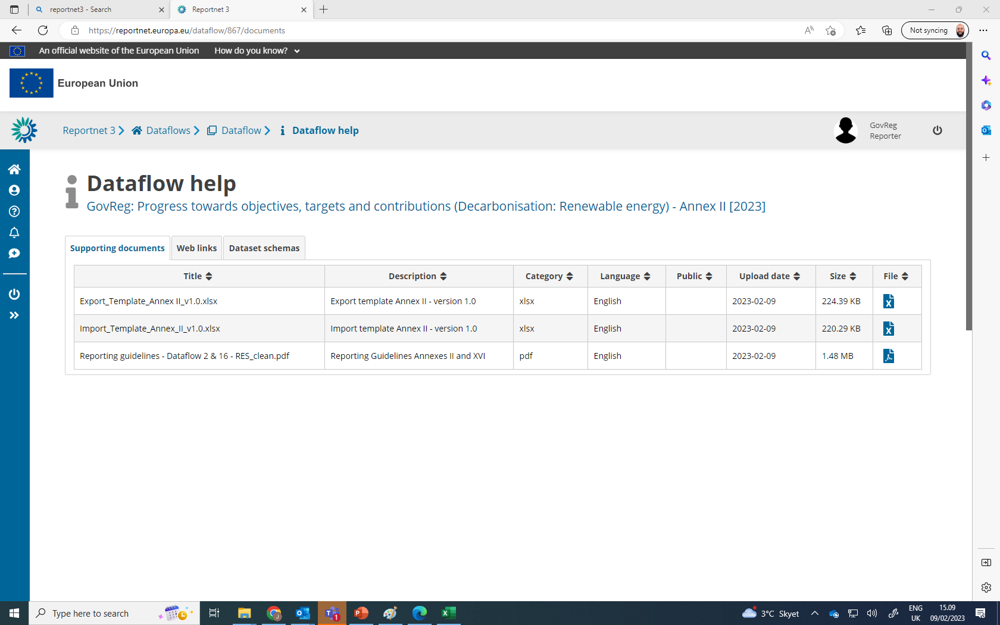 reportnet3 - Search
Reportnet 3
https://reportnet.europa.eu/dataflow/867/documents
Not syncing
An official website of the European Union How do you know?
European Union
Reportnet 3 Dataflows Dataflow Dataflow help
GovReg
Reporter
Dataflow help
GovReg: Progress towards objectives, targets and contributions (Decarbonisation: Renewable energy) - Annex II [2023]
Supporting documents Web links Dataset schemas
Title Description Category Language Public Upload date Size File
Export_Template_Annex II_v1.0.xlsx Export template Annex II - version 1.0 xlsx English 2023-02-09 224.39 KB
Import_Template_Annex_II_v1.0.xlsx Import template Annex II - version 1.0 xlsx English 2023-02-09 220.29 KB
Reporting guidelines - Dataflow 2 & 16 - RES_clean.pdf Reporting Guidelines Annexes II and XVI pdf English 2023-02-09 1.48 MB
Type here to search
3°C Skyet
ENG
UK
15.09
09/02/2023